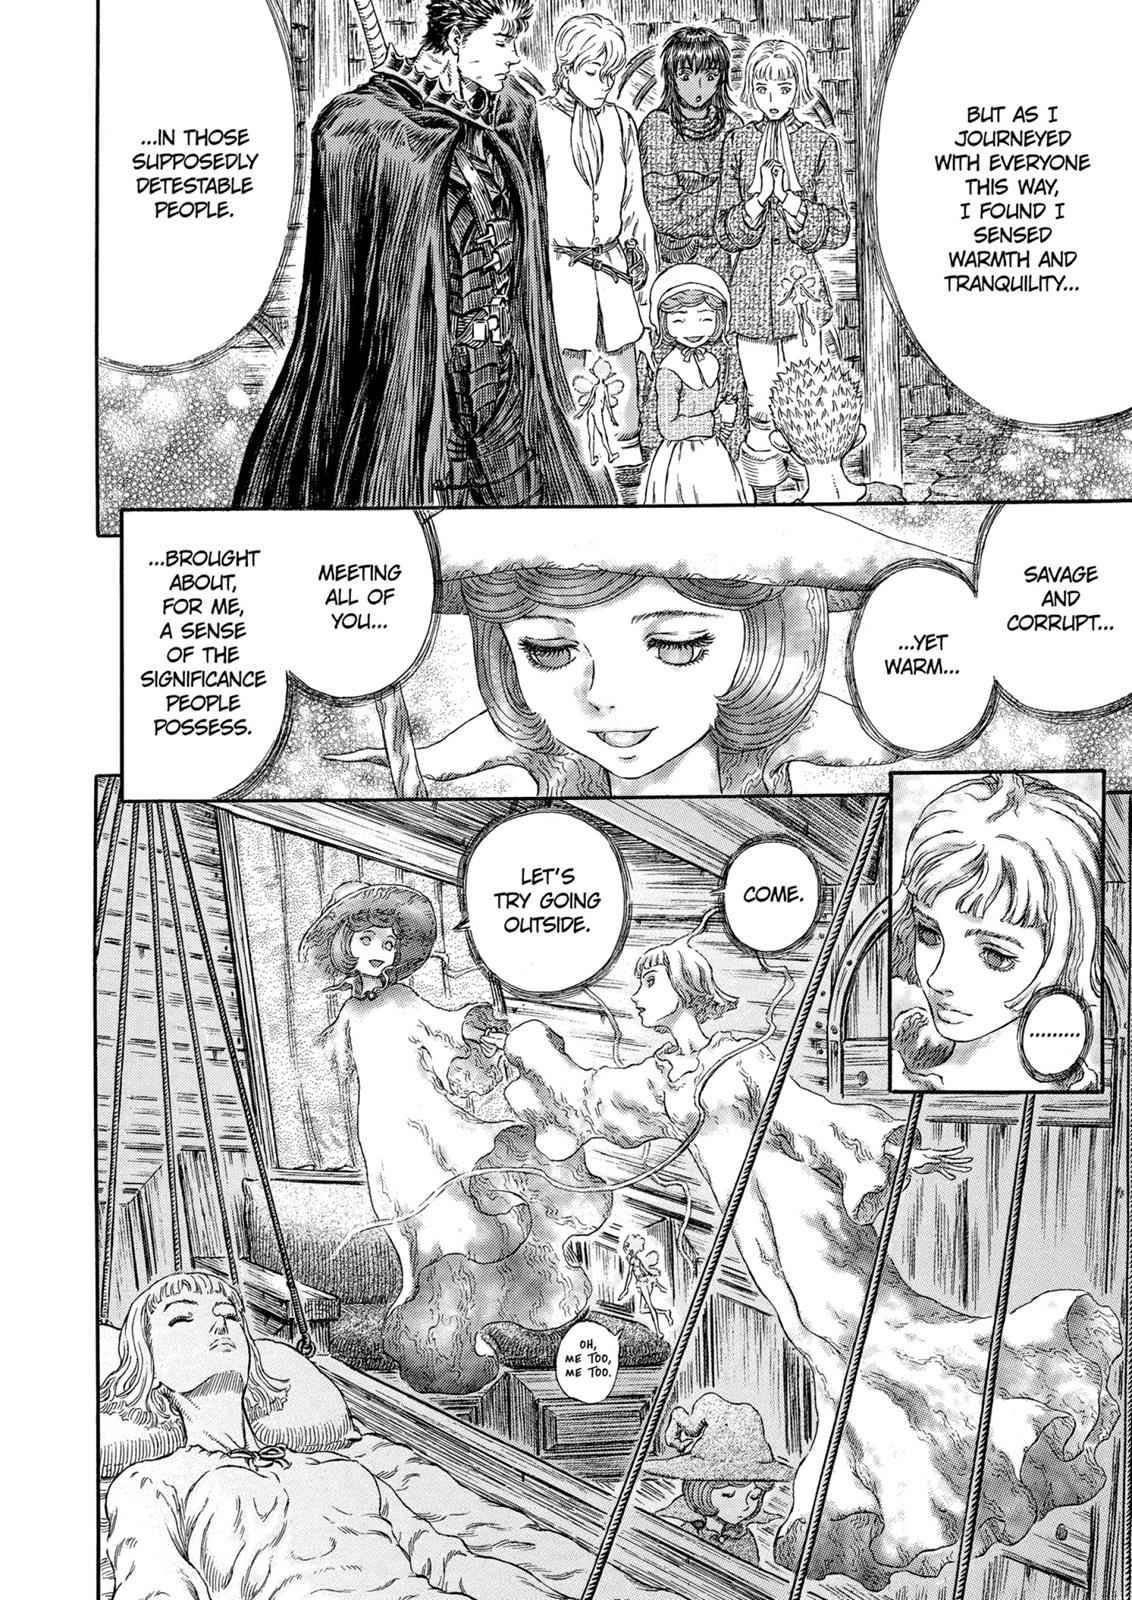 BUT AS I
JOURNEYED
WITH EVERYONE
THIS WAY,
I FOUND I
SENSED
WARMTH AND
TRANQUILITY...
...IN THOSE
SUPPOSEDLY
DETESTABLE
PEOPLE.
SAVAGE
AND
CORRUPT...
...YET
WARM...
MEETING
ALL OF
YOU...
...BROUGHT
ABOUT,
FOR ME,
A SENSE
OF THE
SIGNIFICANCE
PEOPLE
POSSESS.
..........
COME.
LET'S
TRY GOING
OUTSIDE.
OH,
ME TOO,
ME TOO.